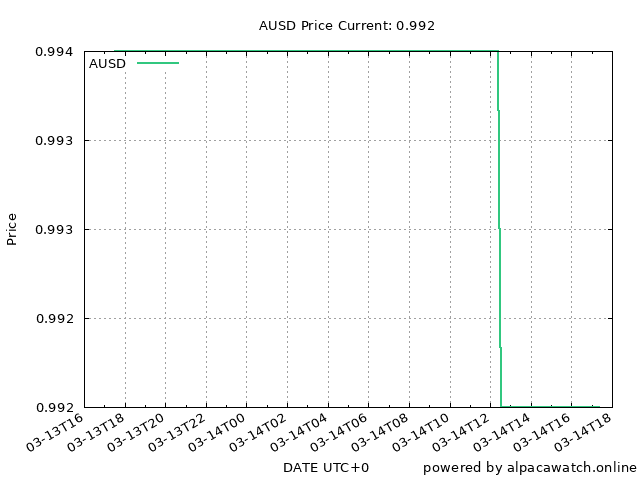 AUSD Price Current: 0.992
0.994
AUSD
0.993
0.993
Price
0.992
0.992
03-13T16
03-13T18
03-13T20
03-13T22
03-14T00
03-14T02
03-14T04
03-14T06
03-14T08
03-14T10
03-14T12
03-14T14
03-14T16
03-14T18
DATE UTC+0
powered by alpacawatch.online